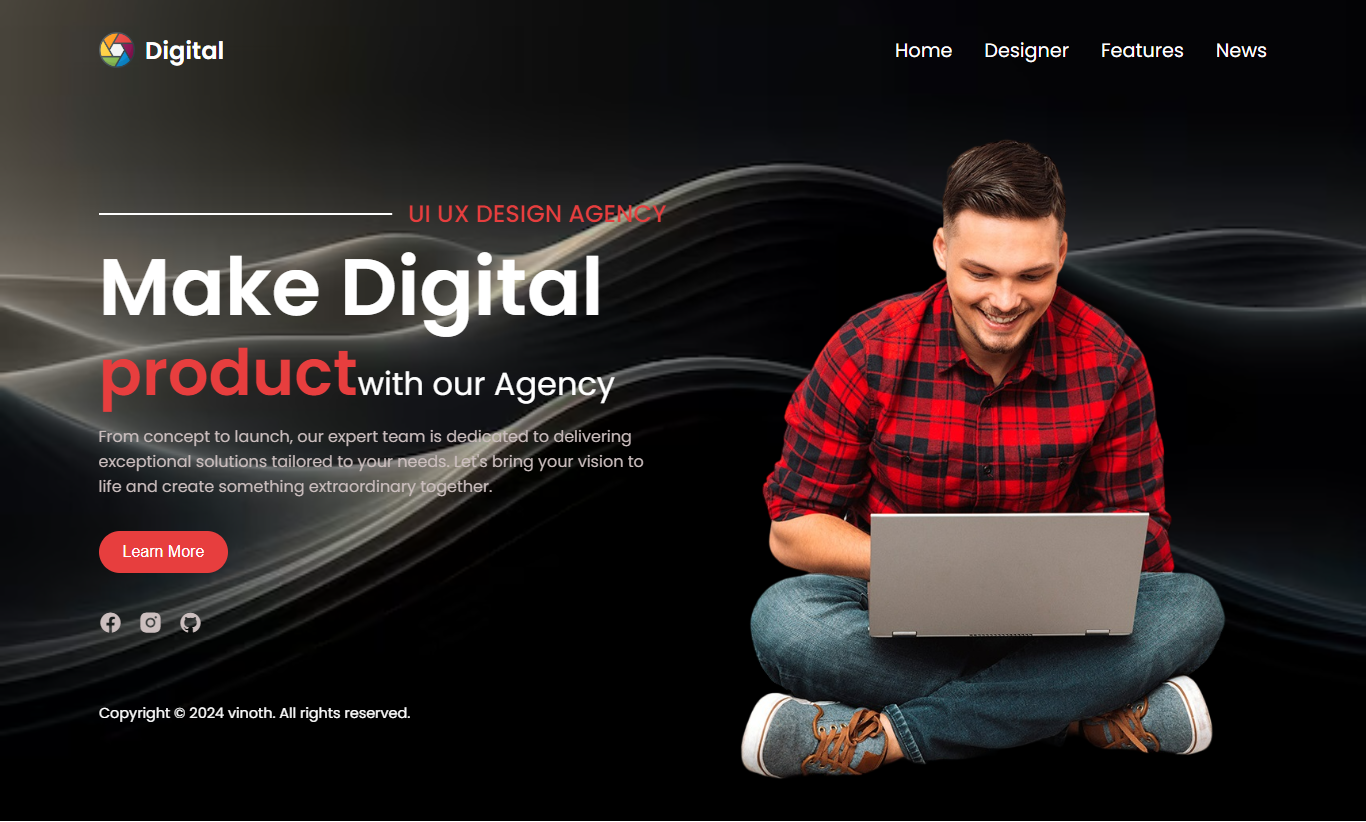 Digital
Home Designer Features News
UI UX DESIGN AGENCY
Make Digital
product with our Agency
From concept to launch, our expert team is dedicated to delivering
exceptional solutions tailored to your needs. Let's bring your vision to
life and create something extraordinary together.
Learn More
Copyright © 2024 vinoth. All rights reserved.